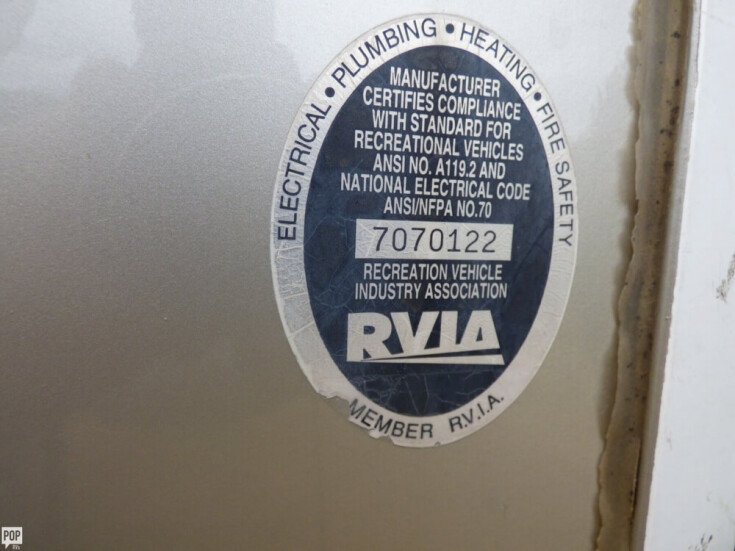 ELECTRICAL • PLUMBING • HEATING • FIRE SAFETY
MANUFACTURER
CERTIFIES COMPLIANCE
WITH STANDARD FOR
RECREATIONAL VEHICLES
ANSI NO. A119.2 AND
NATIONAL ELECTRICAL CODE
ANSI/NFPA NO.70
7070122
RECREATION VEHICLE
INDUSTRY ASSOCIATION
RVIA
MEMBER R.V.I.A.
POP